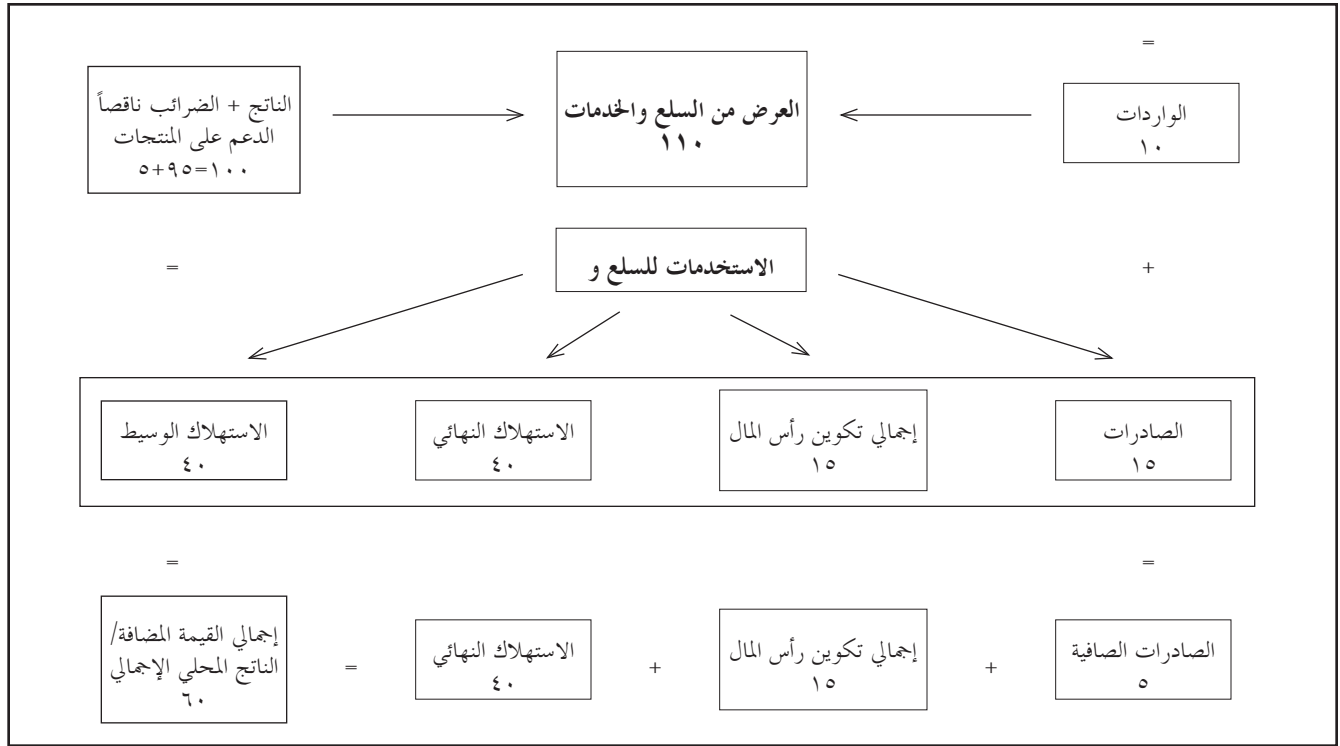 =
الناتج + الضرائب ناقصاً
الدعم على المنتجات
٥+٩٥=١٠٠
العرض من السلع والخدمات
١١٠
الواردات
١٠
=
الاستخدمات للسلع و
+
الاستهلاك الوسيط
٤٠
الاستهلاك النهائي
٤٠
إجمالي تكوين رأس المال
١٥
الصادرات
١٥
=
=
إجمالي القيمة المضافة/
الناتج المحلي الإجمالي
٦٠
=
الاستهلاك النهائي
٤٠
+
إجمالي تكوين رأس المال
١٥
+
الصادرات الصافية
٥